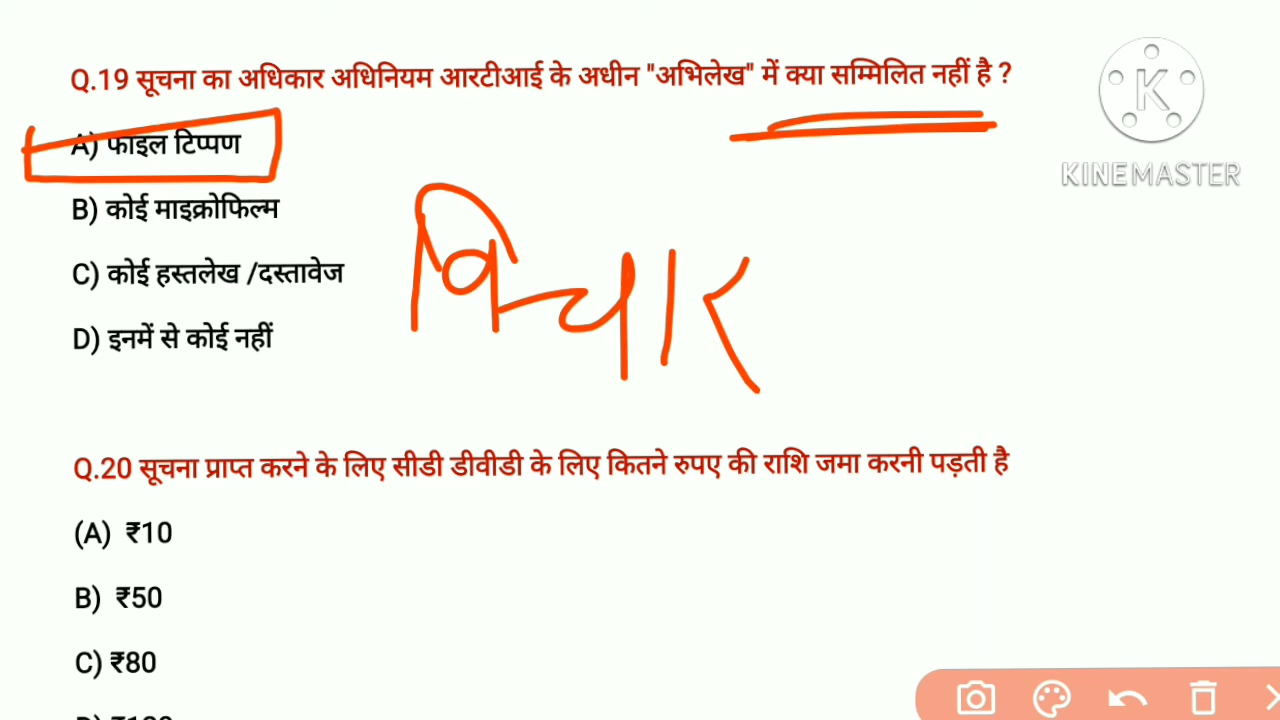 Q.19 सूचना का अधिकार अधिनियम आरटीआई के अधीन "अभिलेख" में क्या सम्मिलित नहीं है ?
A) फाइल टिप्पण
B) कोई माइक्रोफिल्म
C) कोई हस्तलेख /दस्तावेज
D) इनमें से कोई नहीं
विचार
K
KINEMASTER
Q.20 सूचना प्राप्त करने के लिए सीडी डीवीडी के लिए कितने रुपए की राशि जमा करनी पड़ती है
(A) ₹10
B) ₹50
C) ₹80